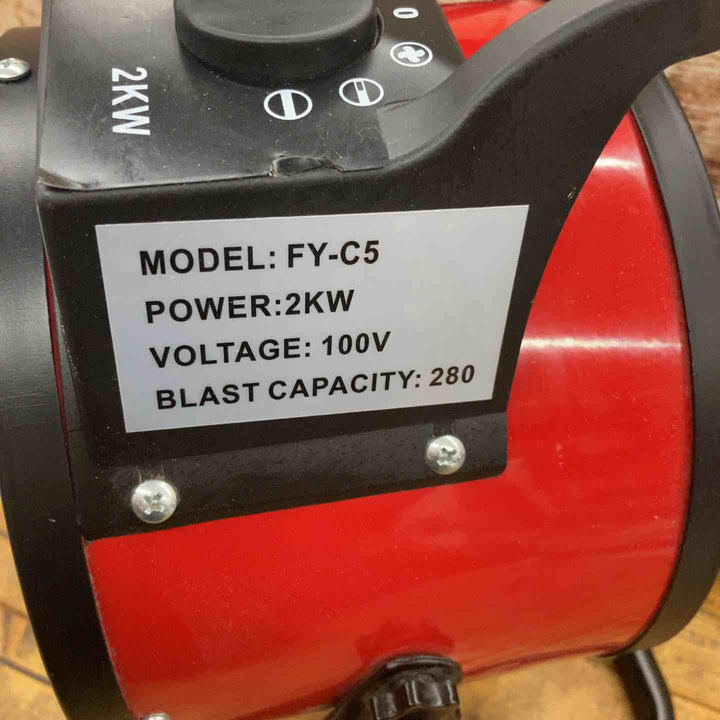 0
2KW
MODEL: FY-C5
POWER:2KW
VOLTAGE: 100V
BLAST CAPACITY: 280